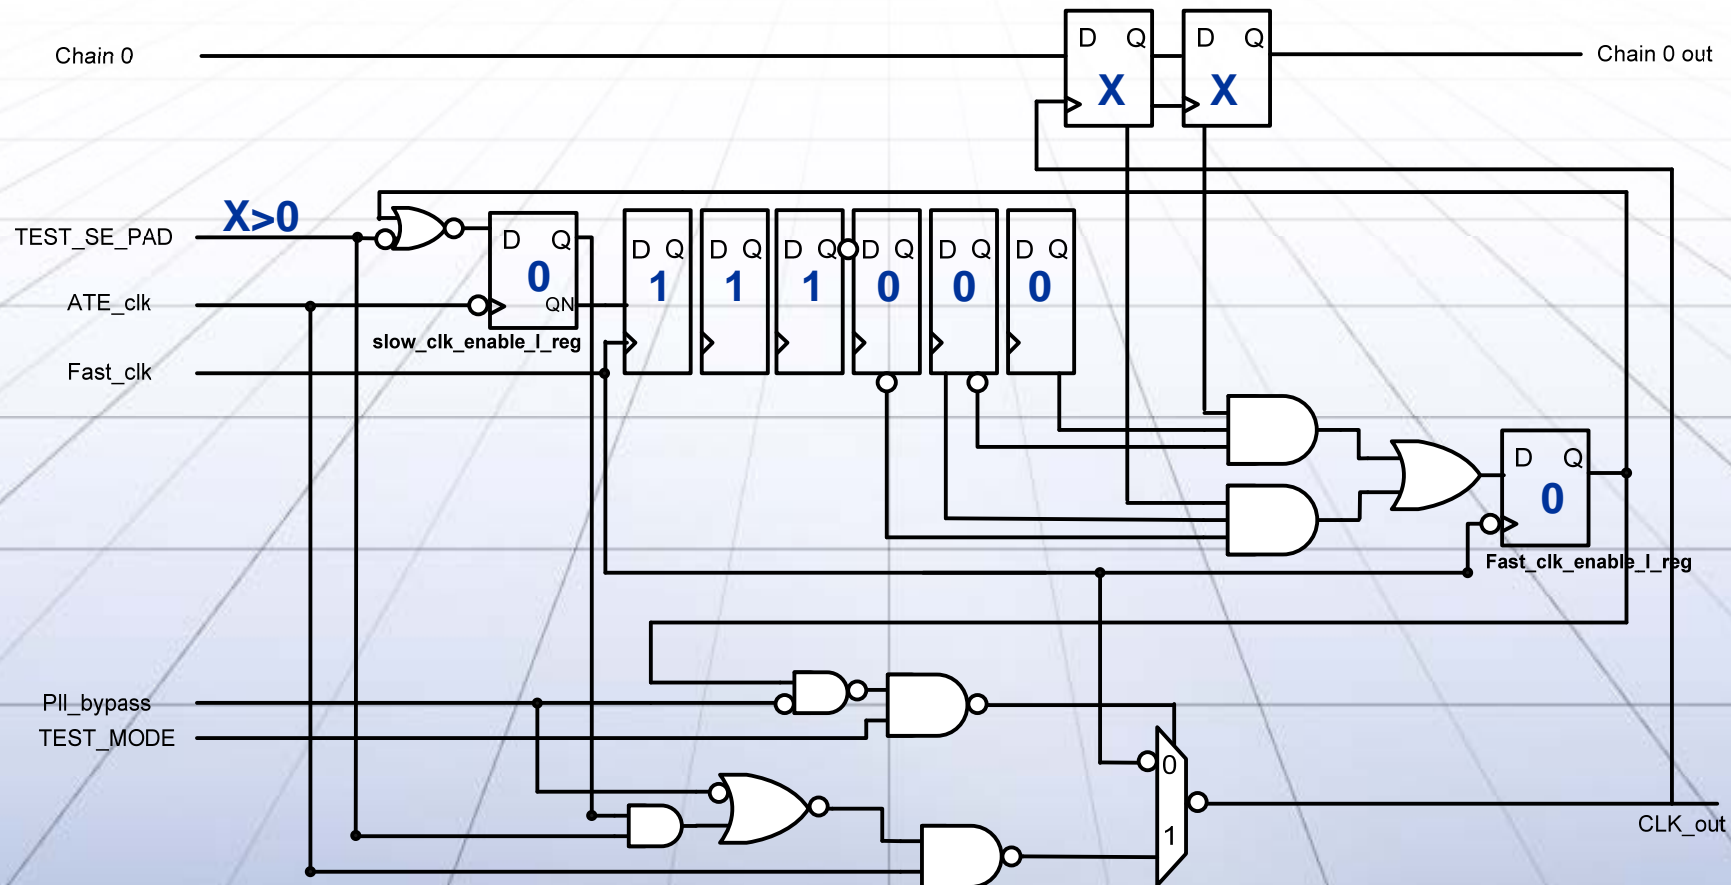 D Q D Q
Chain 0
Chain 0 out
X X
X>0
TEST_SE_PAD
D Q
D Q D Q D Q D Q D Q D Q
0
1 1 1 0 0 0
ATE_clk
QN
slow_clk_enable_l_reg
Fast_clk
D Q
0
Fast_clk_enable_l_reg
Pll_bypass
TEST_MODE
0
1
CLK_out